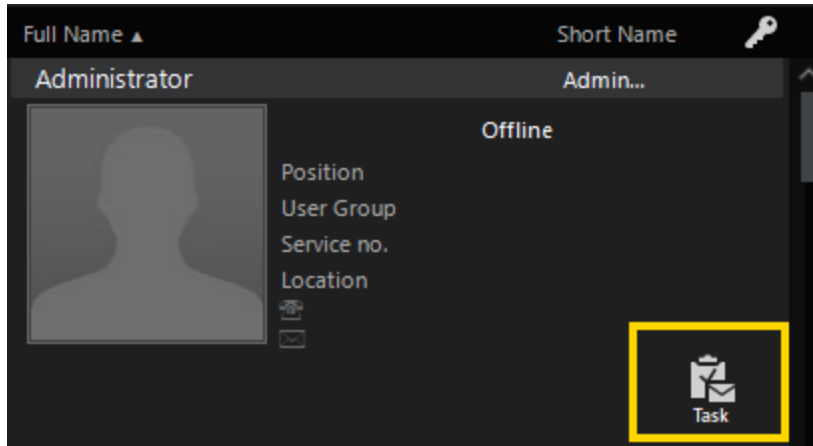 Full Name ▲ Short Name
Administrator Admin...
Offline
Position
User Group
Service no.
Location
Task